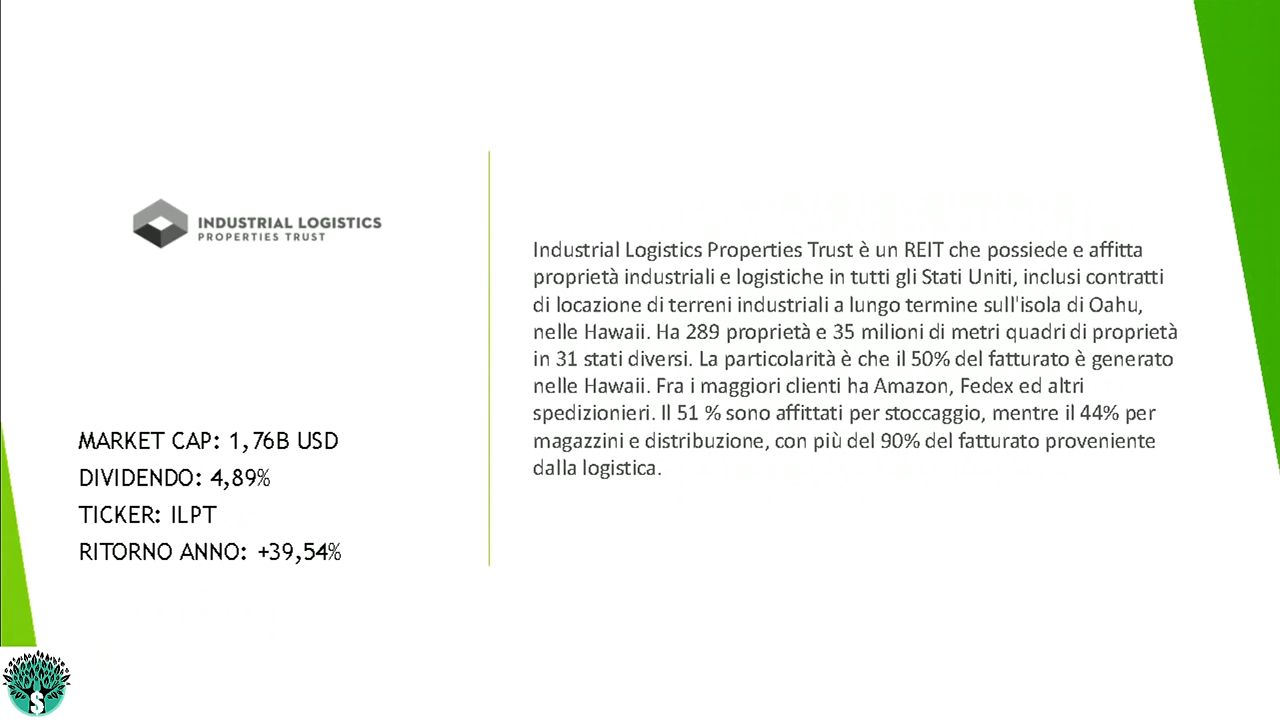 INDUSTRIAL LOGISTICS
PROPERTIES TRUST
MARKET CAP: 1,76B USD
DIVIDENDO: 4,89%
TICKER: ILPT
RITORNO ANNO: +39,54%
Industrial Logistics Properties Trust è un REIT che possiede e affitta
proprietà industriali e logistiche in tutti gli Stati Uniti, inclusi contratti
di locazione di terreni industriali a lungo termine sull'isola di Oahu,
nelle Hawaii. Ha 289 proprietà e 35 milioni di metri quadri di proprietà
in 31 stati diversi. La particolarità è che il 50% del fatturato è generato
nelle Hawaii. Fra i maggiori clienti ha Amazon, Fedex ed altri
spedizionieri. Il 51 % sono affittati per stoccaggio, mentre il 44% per
magazzini e distribuzione, con più del 90% del fatturato proveniente
dalla logistica.
$